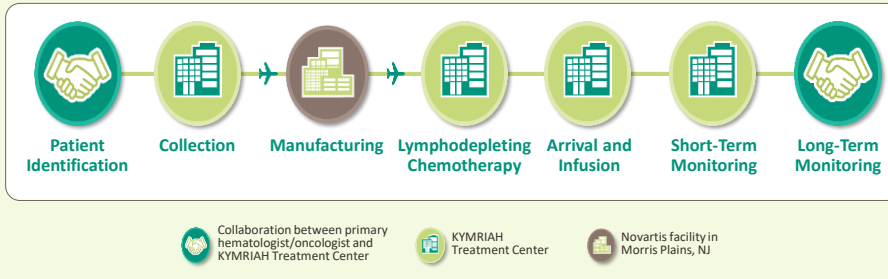 Patient
Identification
Collection
Manufacturing
Lymphodepleting
Chemotherapy
Arrival and
Infusion
Short-Term
Monitoring
Long-Term
Monitoring
Collaboration between primary
hematologist/oncologist and
KYMRIAH Treatment Center
KYMRIAH
Treatment Center
Novartis facility in
Morris Plains, NJ